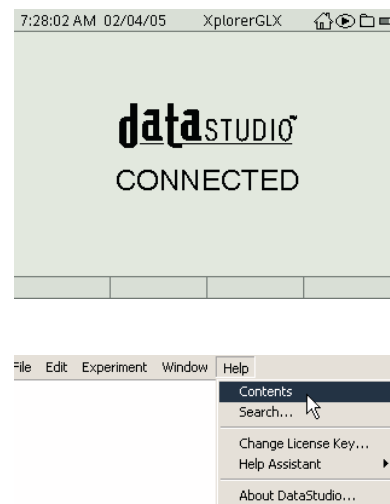 7:28:02 AM 02/04/05 XplorerGLX
dataSTUDIO™
CONNECTED
File Edit Experiment Window Help
Contents
Search...
Change License Key...
Help Assistant
About DataStudio...